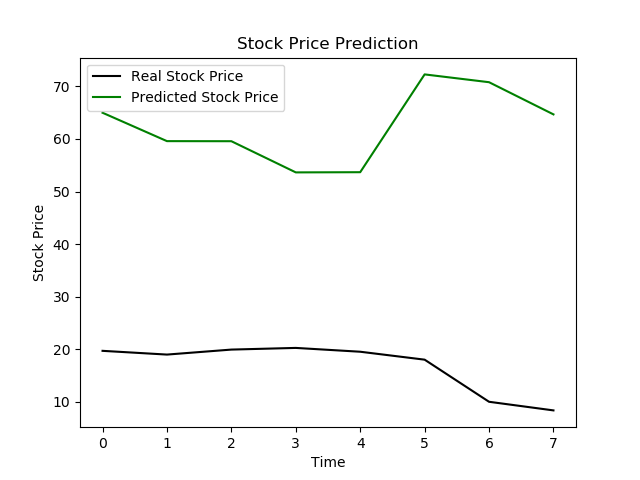 Stock Price Prediction
Real Stock Price
Predicted Stock Price
Stock Price
70
60
50
40
30
20
10
0 1 2 3 4 5 6 7
Time